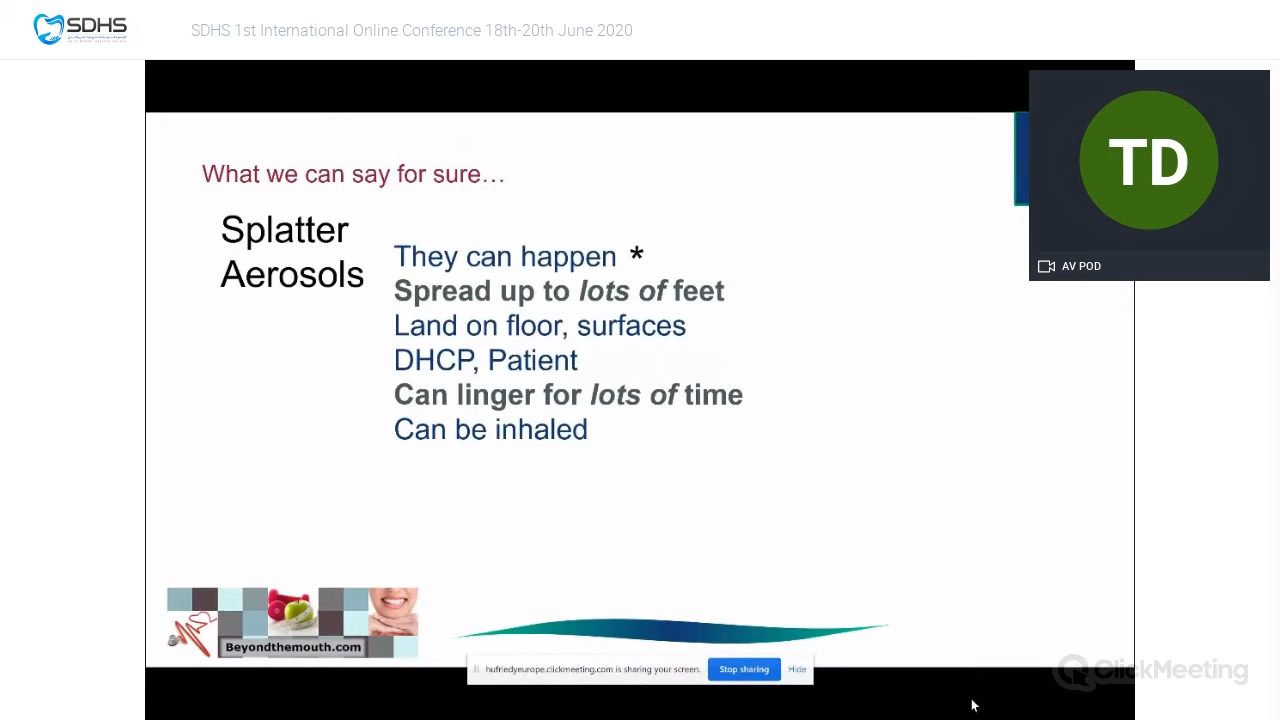 SDHS
SDHS 1st International Online Conference 18th-20th June 2020
TD
AV POD
What we can say for sure…
Splatter
Aerosols
They can happen *
Spread up to lots of feet
Land on floor, surfaces
DHCP, Patient
Can linger for lots of time
Can be inhaled
Beyondthemouth.com
hufriedyeurope.clickmeeting.com is sharing your screen.
Stop sharing
Hide
ClickMeeting